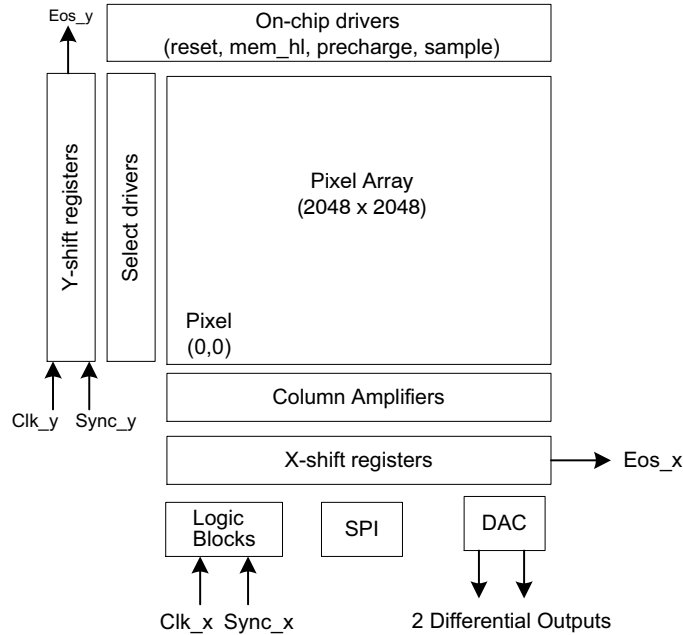 Eos_y
On-chip drivers
(reset, mem_hl, precharge, sample)
Y-shift registers
Select drivers
Pixel Array
(2048 x 2048)
Pixel
(0,0)
Clk_y
Sync_y
Column Amplifiers
X-shift registers
Eos_x
Logic
Blocks
SPI
DAC
Clk_x
Sync_x
2 Differential Outputs